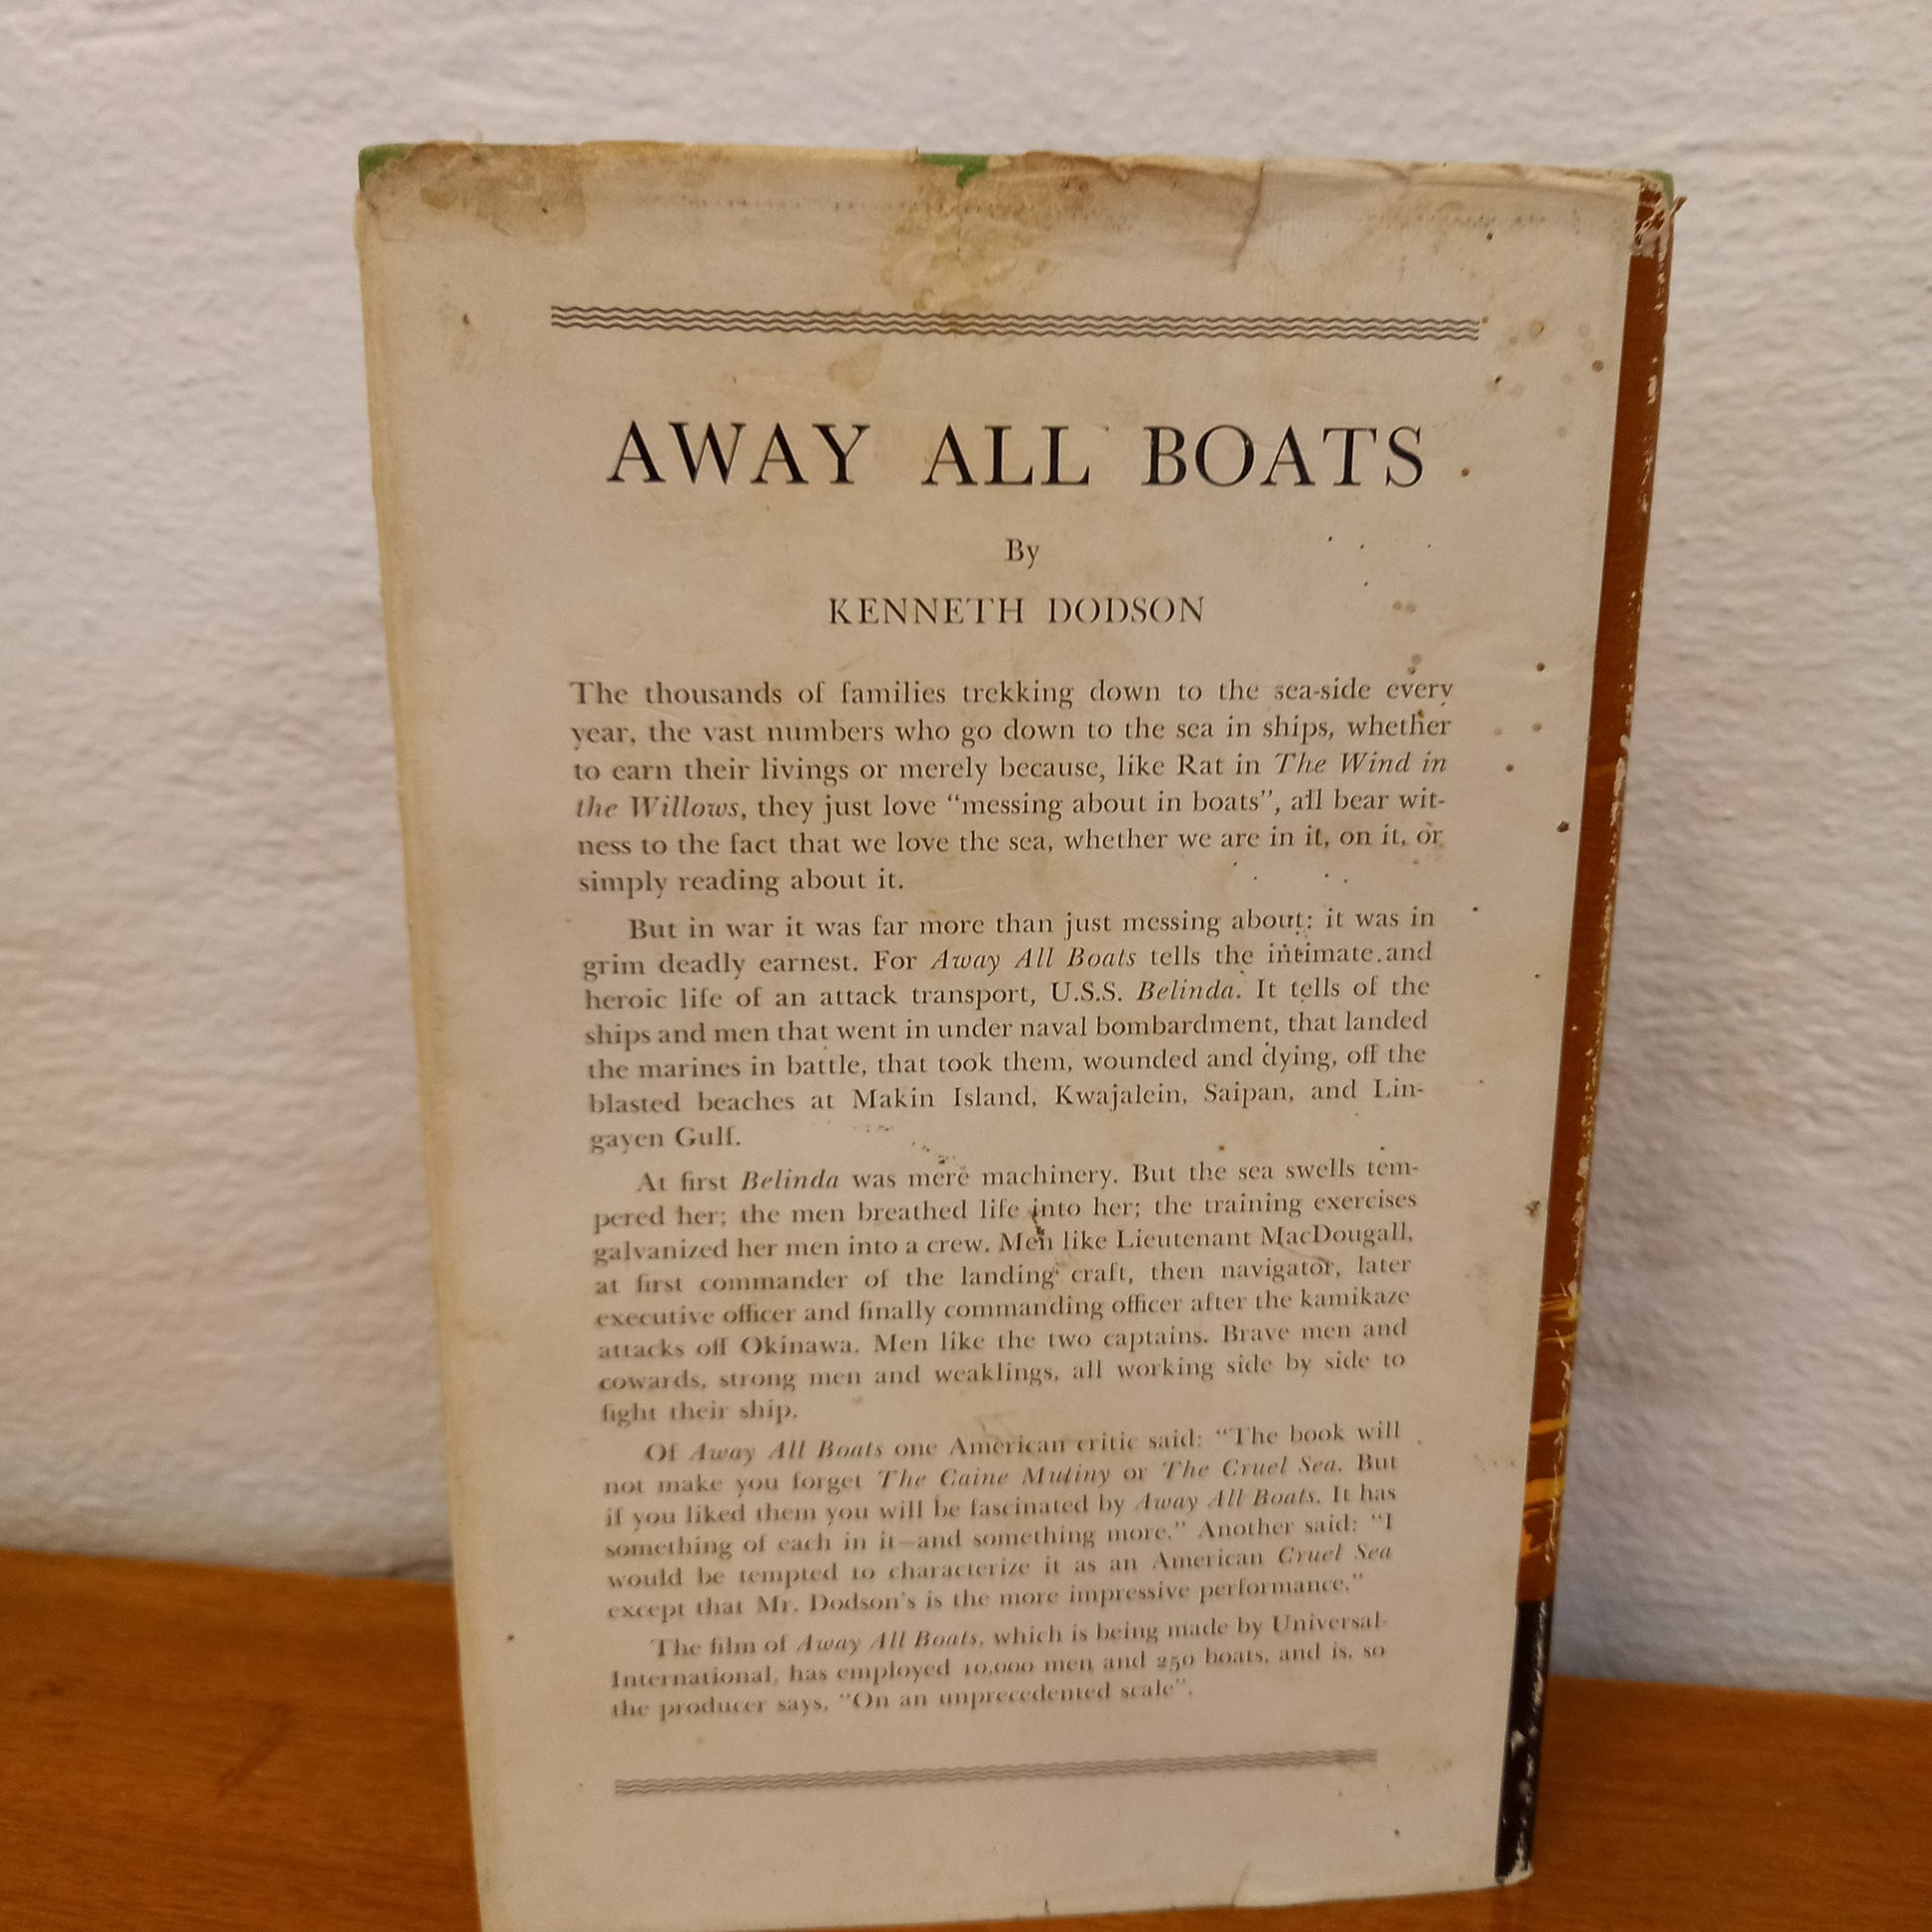 AWAY ALL BOATS
By
KENNETH DODSON
The thousands of families trekking down to the sea-side every
year, the vast numbers who go down to the sea in ships, whether
to earn their livings or merely because, like Rat in The Wind in
the Willows, they just love “messing about in boats”, all bear wit-
ness to the fact that we love the sea, whether we are in it, on it, or
simply reading about it.
But in war it was far more than just messing about: it was in
grim deadly earnest. For Away All Boats tells the intimate and
heroic life of an attack transport, U.S.S. Belinda. It tells of the
ships and men that went in under naval bombardment, that landed
the marines in battle, that took them, wounded and dying, off the
blasted beaches at Makin Island, Kwajalein, Saipan, and Lin-
gayen Gulf.
At first Belinda was mere machinery. But the sea swells tem-
pered her; the men breathed life into her; the training exercises
galvanized her men into a crew. Men like Lieutenant MacDougall,
at first commander of the landing craft, then navigator, later
executive officer and finally commanding officer after the kamikaze
attacks off Okinawa. Men like the two captains. Brave men and
cowards, strong men and weaklings, all working side by side to
fight their ship.
Of Away All Boats one American critic said: “The book will
not make you forget The Caine Mutiny or The Cruel Sea. But
if you liked them you will be fascinated by Away All Boats. It has
something of each in it—and something more.” Another said: “I
would be tempted to characterize it as an American Cruel Sea
except that Mr. Dodson's is the more impressive performance.”
The film of Away All Boats, which is being made by Universal-
International, has employed 10,000 men and 250 boats, and is, so
the producer says, “On an unprecedented scale”.